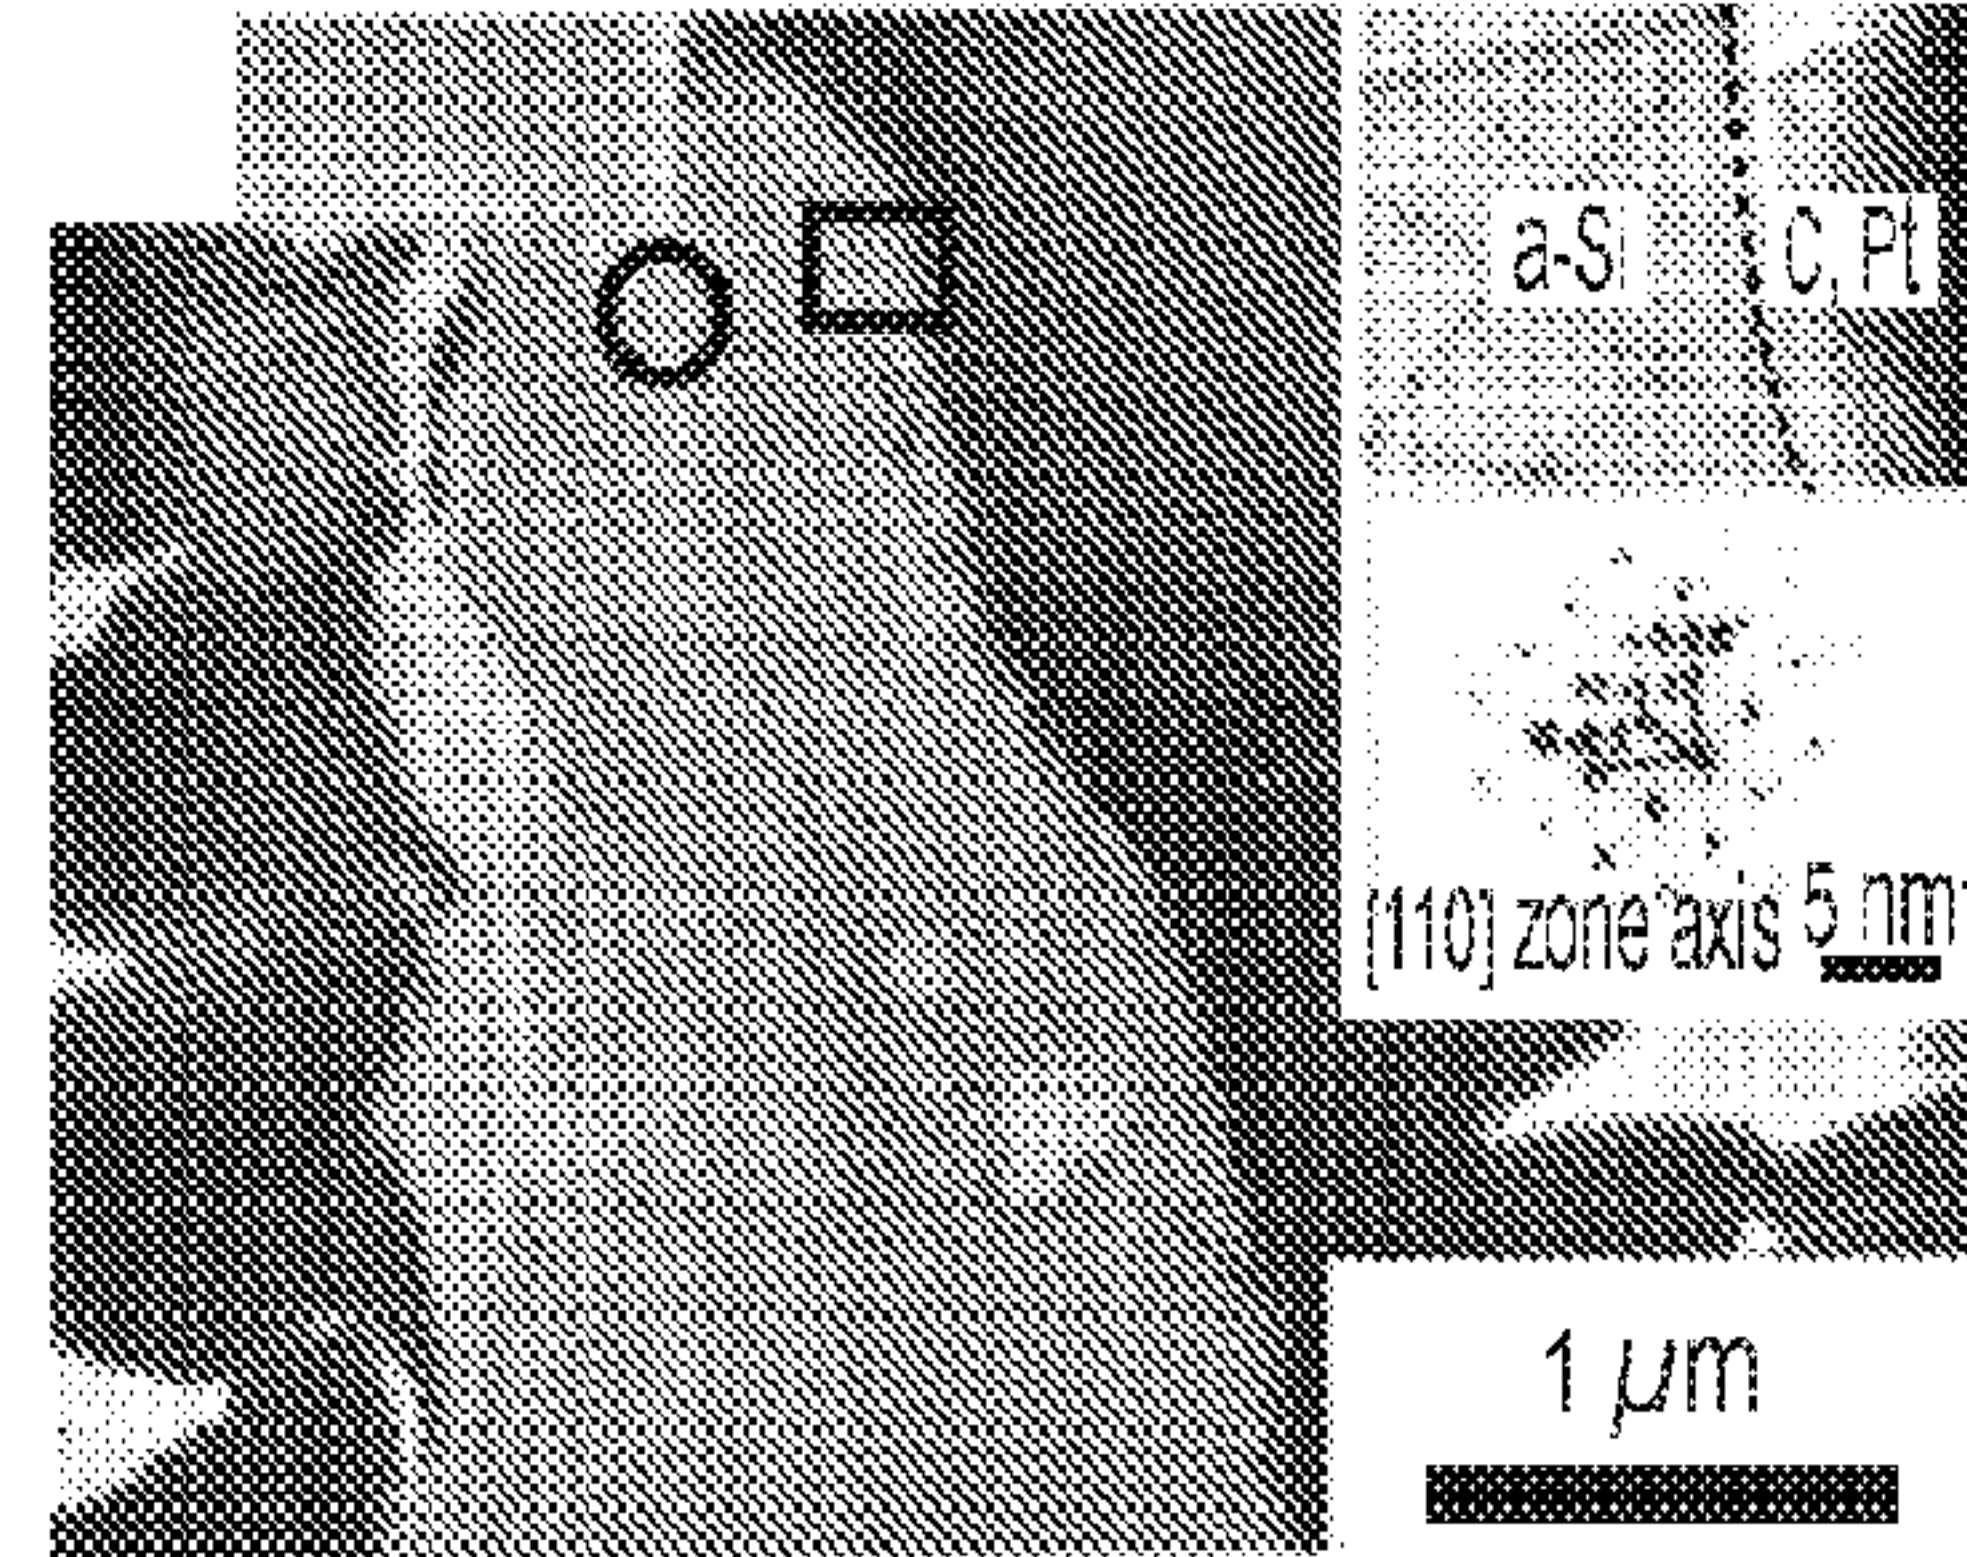 a-Si C, Pt
[110] zone axis 5 nm-
1 µm